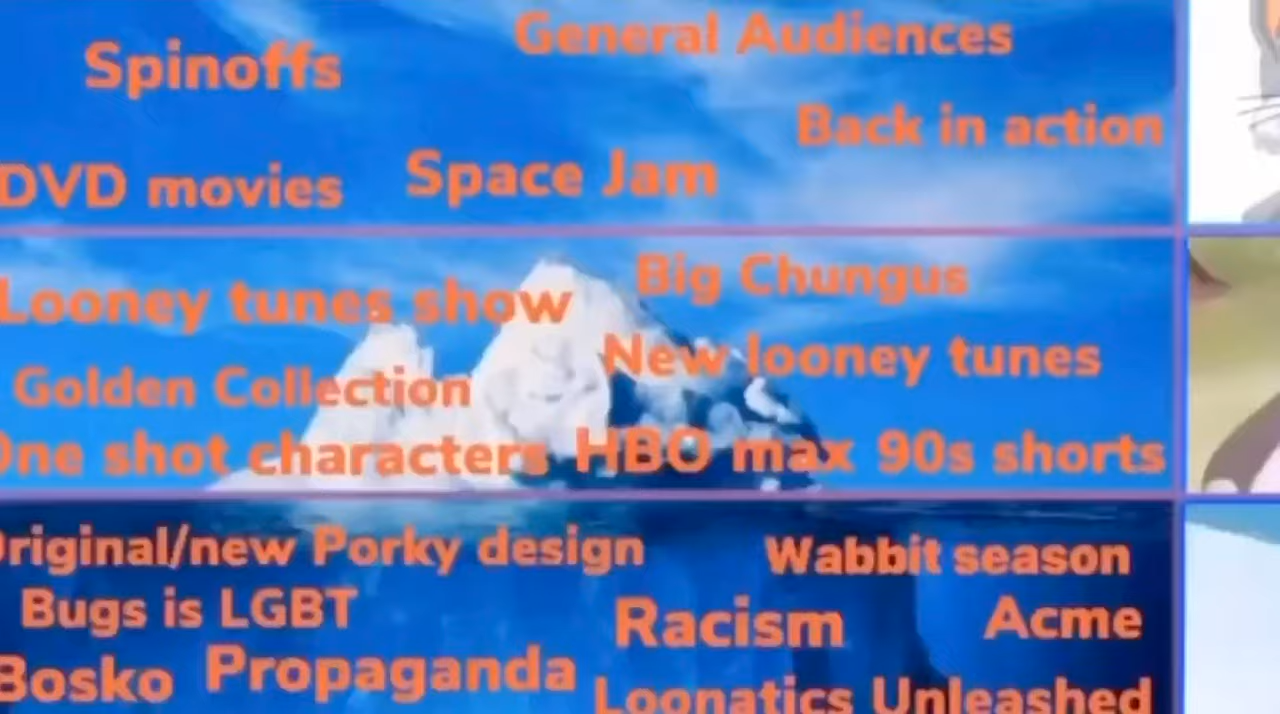 General Audiences
Spinoffs
Back in action
DVD movies
Space Jam
Big Chungus
Looney tunes show
New looney tunes
Golden Collection
One shot characters
HBO max 90s shorts
Original/new Porky design
Wabbit season
Bugs is LGBT
Racism
Acme
Bosko
Propaganda
Loonatics Unleashed